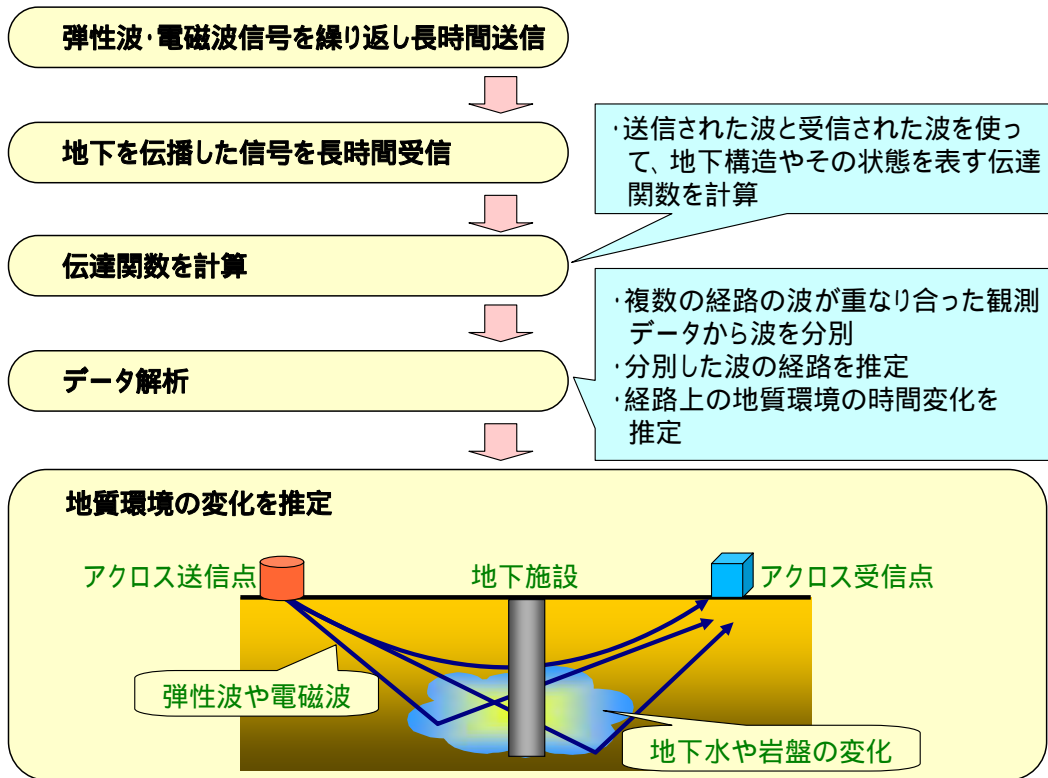 弾性波・電磁波信号を繰り返し長時間送信
地下を伝播した信号を長時間受信
・送信された波と受信された波を使っ
て、地下構造やその状態を表す伝達
関数を計算
伝達関数を計算
・複数の経路の波が重なり合った観測
データから波を分別
・分別した波の経路を推定
・経路上の地質環境の時間変化を
推定
データ解析
地質環境の変化を推定
アクロス送信点
地下施設
アクロス受信点
弾性波や電磁波
地下水や岩盤の変化